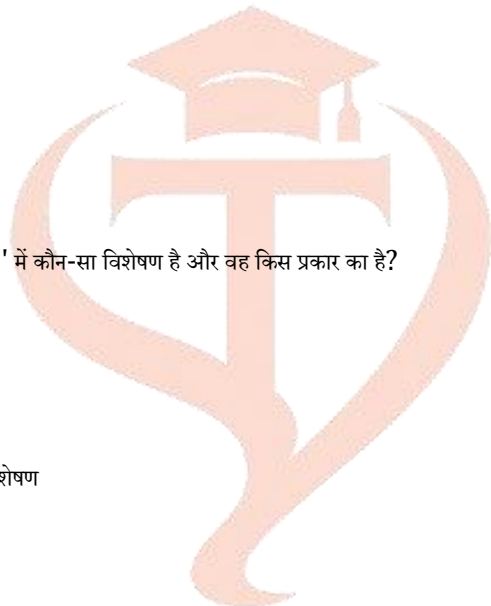 ' में कौन-सा विशेषण है और वह किस प्रकार का है?
शेषण